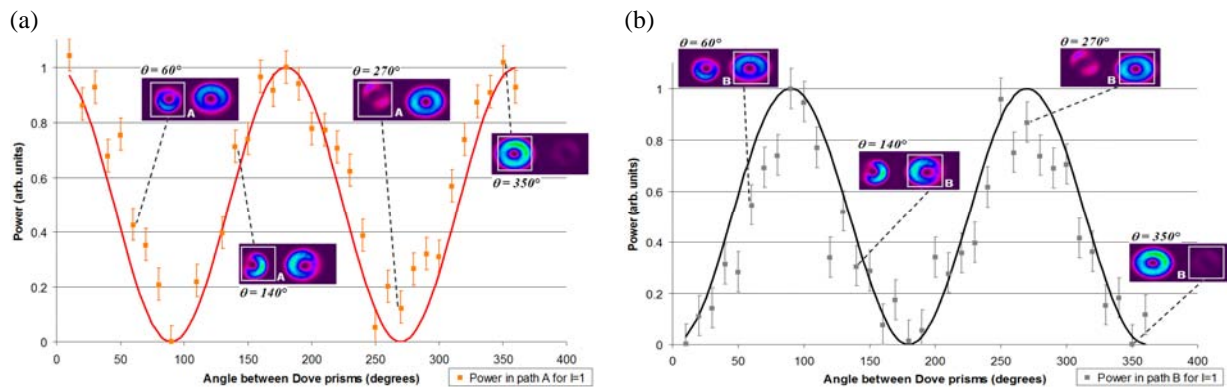 (a)
Power (arb. units)
1
0.8
0.6
0.4
0.2
0
0 50 100 150 200 250 300 350 400
θ = 60°
A
θ = 270°
A
θ = 350°
A
θ = 140°
Angle between Dove prisms (degrees)
Power in path A for l=1
(b)
Power (arb. units)
1
0.8
0.6
0.4
0.2
0
0 50 100 150 200 250 300 350 400
θ = 60°
B
θ = 270°
B
θ = 140°
B
θ = 350°
B
Angle between Dove prisms (degrees)
Power in path B for l=1